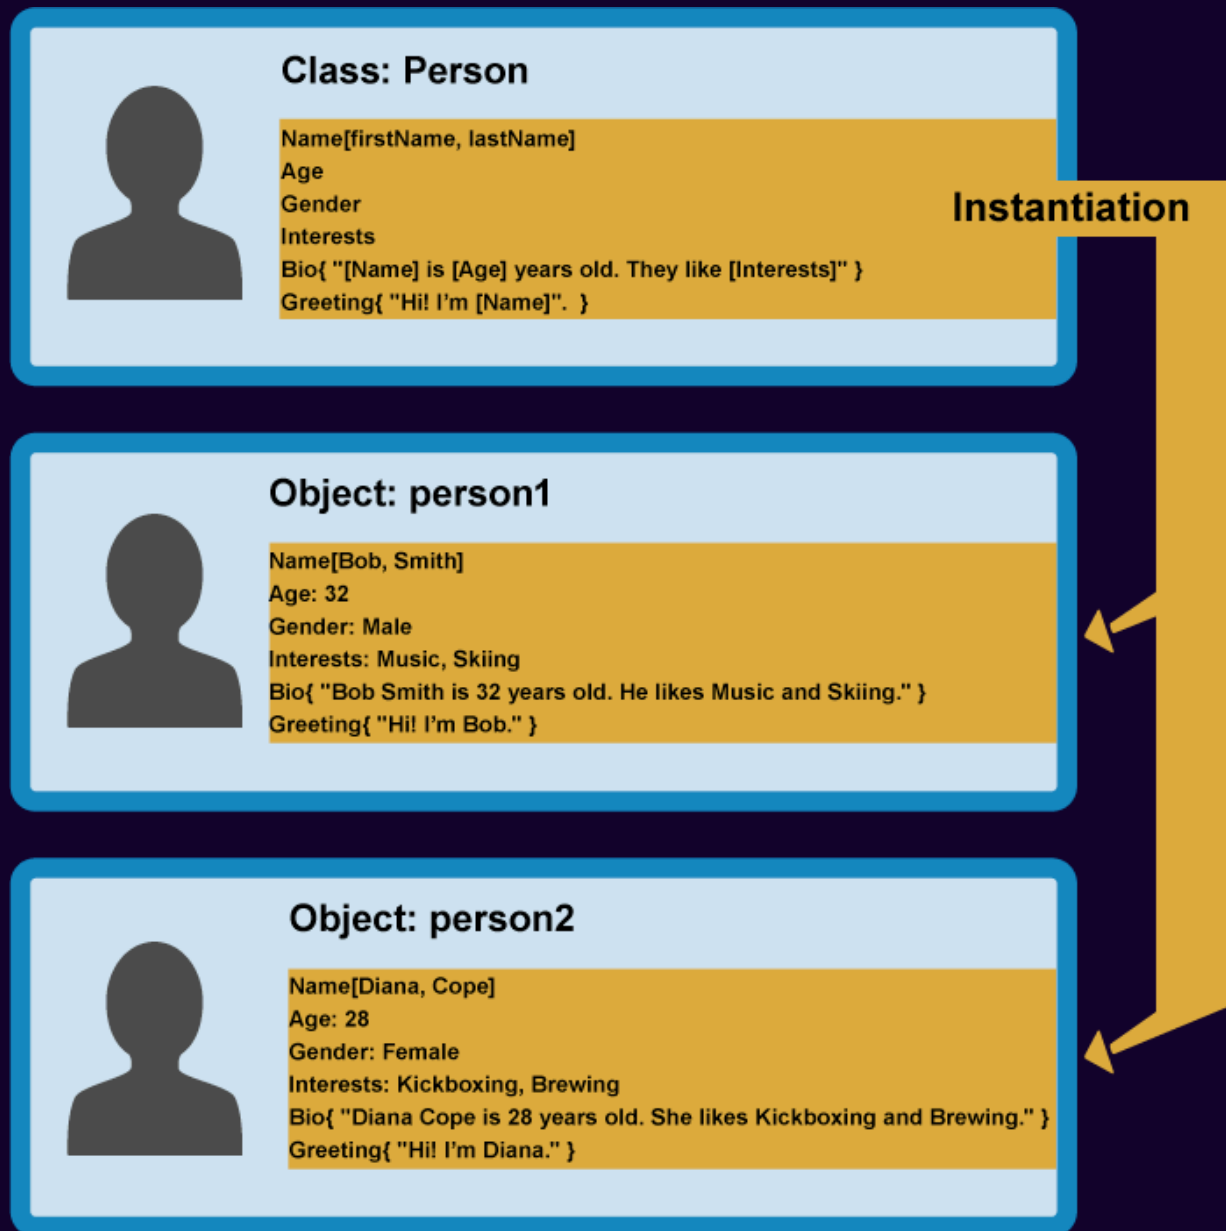 Class: Person
Name[firstName, lastName]
Age
Gender
Interests
Bio{ "[Name] is [Age] years old. They like [Interests]" }
Greeting{ "Hi! I’m [Name]".  }
Instantiation
Object: person1
Name[Bob, Smith]
Age: 32
Gender: Male
Interests: Music, Skiing
Bio{ "Bob Smith is 32 years old. He likes Music and Skiing." }
Greeting{ "Hi! I’m Bob." }
Object: person2
Name[Diana, Cope]
Age: 28
Gender: Female
Interests: Kickboxing, Brewing
Bio{ "Diana Cope is 28 years old. She likes Kickboxing and Brewing." }
Greeting{ "Hi! I’m Diana." }